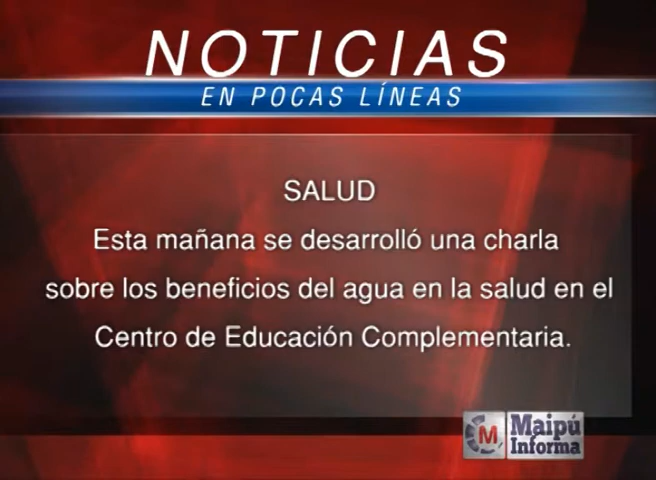 NOTICIAS
EN POCAS LÍNEAS
SALUD
Esta mañana se desarrolló una charla
sobre los beneficios del agua en la salud en el
Centro de Educación Complementaria.
M Maipú
Informa